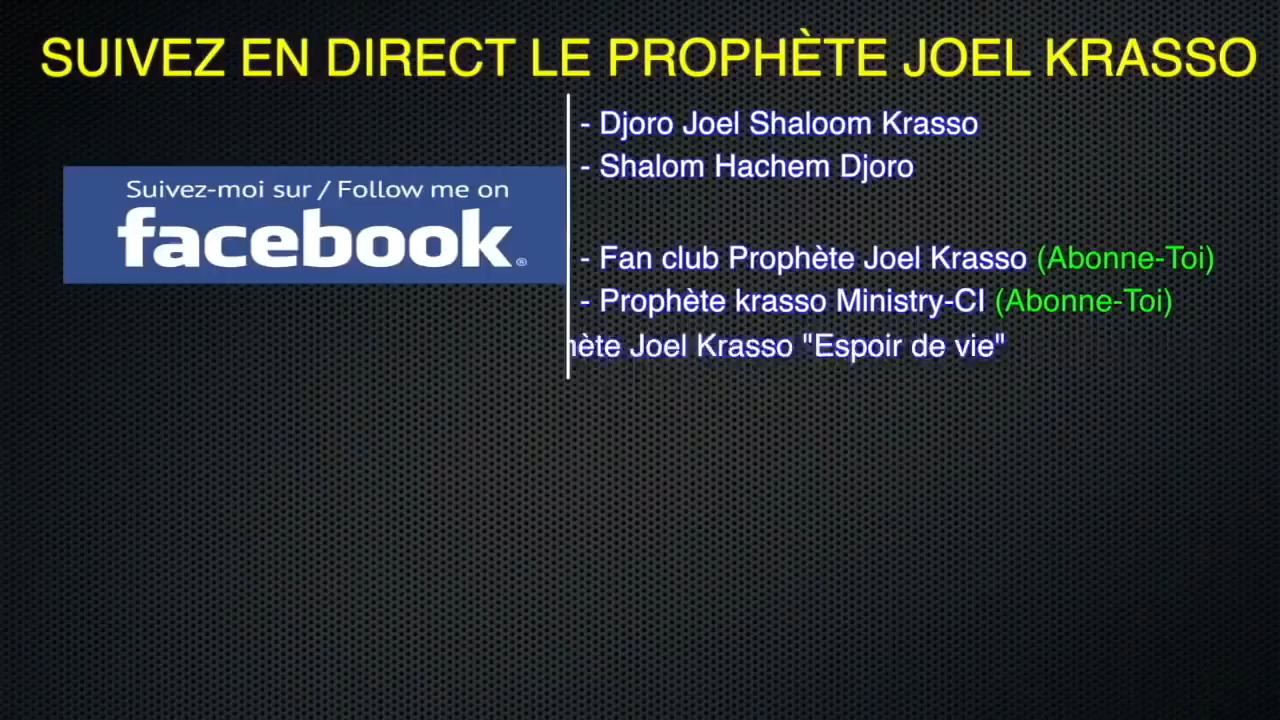 SUIVEZ EN DIRECT LE PROPHÈTE JOEL KRASSO
Suivez-moi sur / Follow me on
facebook®
- Djoro Joel Shaloom Krasso
- Shalom Hachem Djoro
- Fan club Prophète Joel Krasso (Abonne-Toi)
- Prophète krasso Ministry-CI (Abonne-Toi)
Joel Krasso "Espoir de vie"